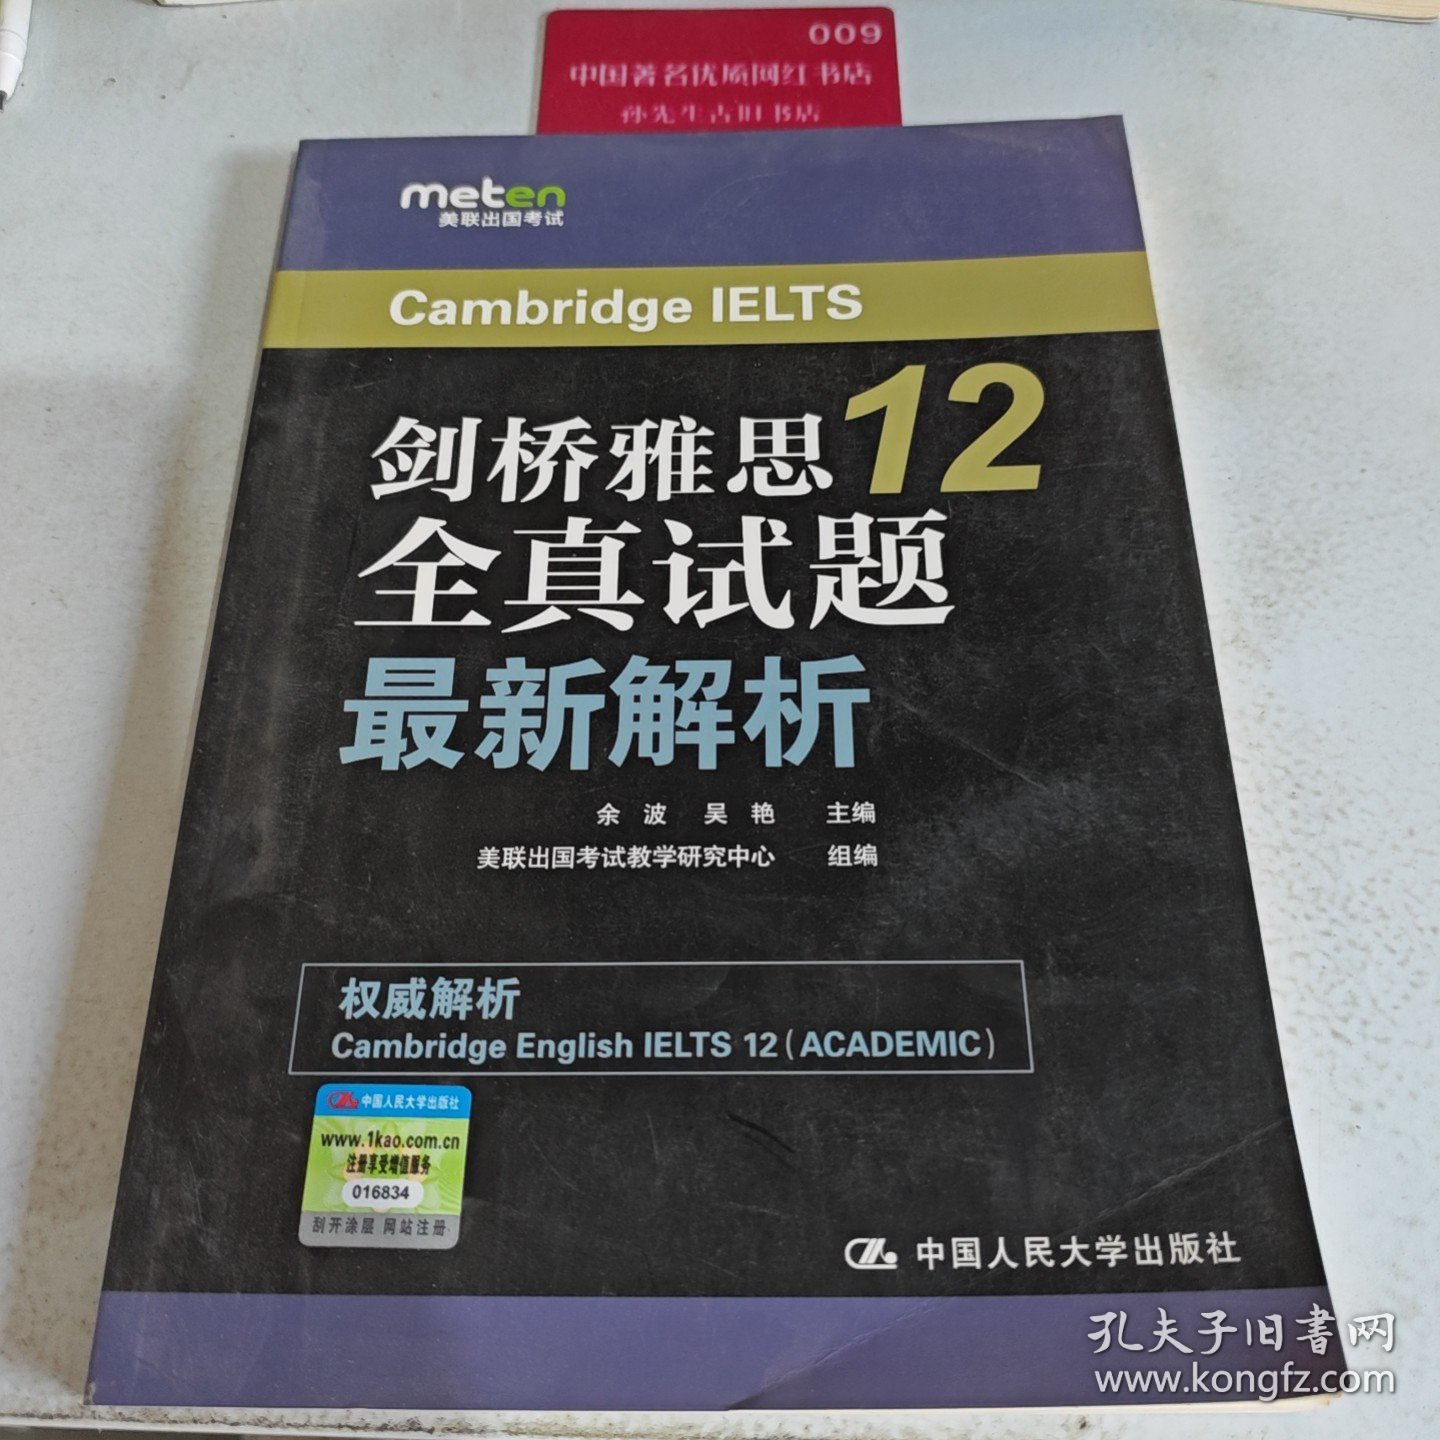 009
中国著名优质网红书店
孙先生古旧书店
meten
美联出国考试
Cambridge IELTS
剑桥雅思12
全真试题
最新解析
余 波 吴 艳 主编
美联出国考试教学研究中心 组编
权威解析
Cambridge English IELTS 12(ACADEMIC)
中国人民大学出版社
www.1kao.com.cn
注册享受增值服务
016834
刮开涂层 网站注册
中国人民大学出版社
孔夫子旧書网
www.kongfz.com